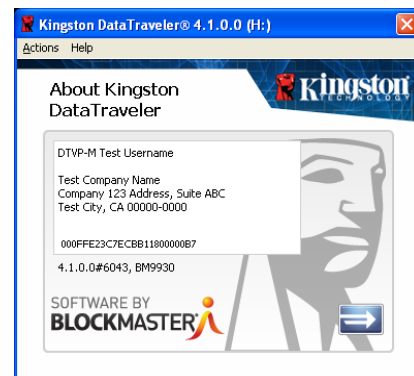 Kingston DataTraveler® 4.1.0.0 (H:)
Actions Help
About Kingston
DataTraveler
Kingston
TECHNOLOGY
DTVP-M Test Username
Test Company Name
Company 123 Address, Suite ABC
Test City, CA 00000-0000
000FFE23C7ECBB11800000B7
4.1.0.0#6043, BM9930
SOFTWARE BY
BLOCKMASTER